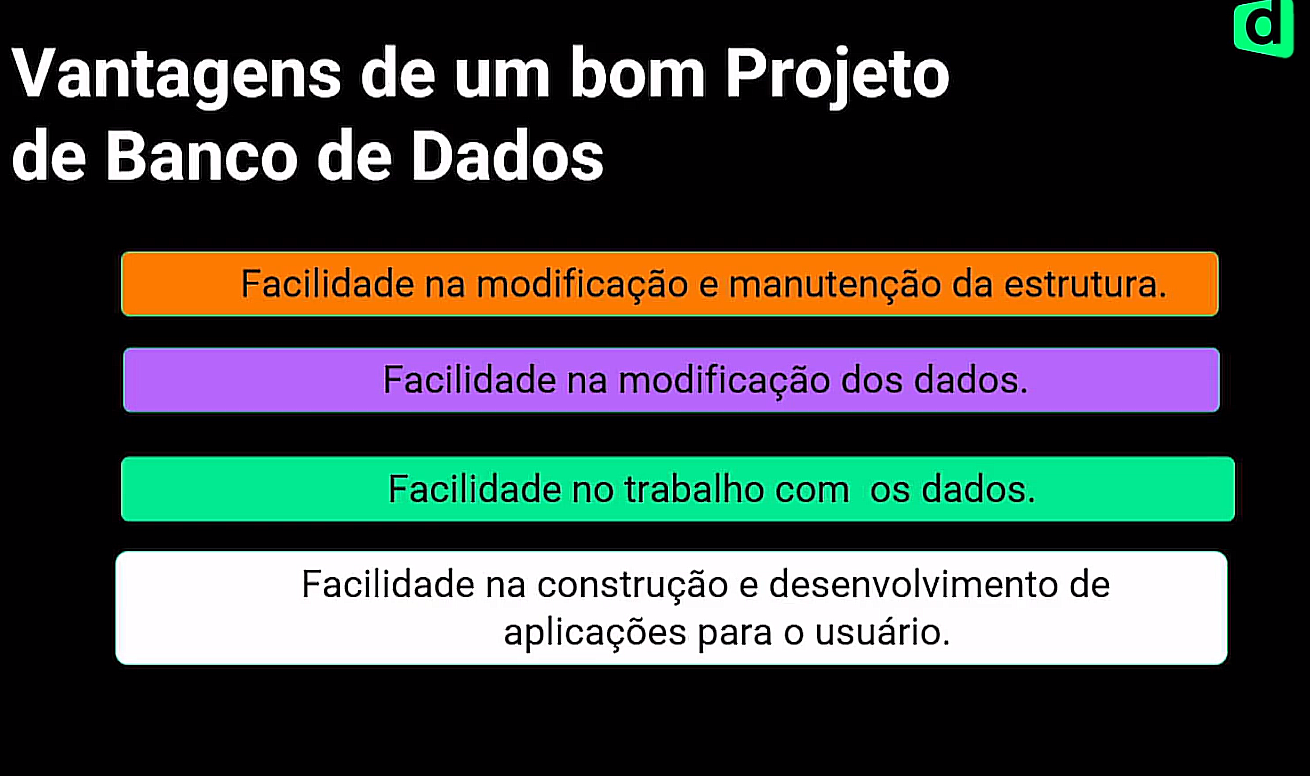 d
Vantagens de um bom Projeto
de Banco de Dados
Facilidade na modificação e manutenção da estrutura.
Facilidade na modificação dos dados.
Facilidade no trabalho com  os dados.
Facilidade na construção e desenvolvimento de
aplicações para o usuário.